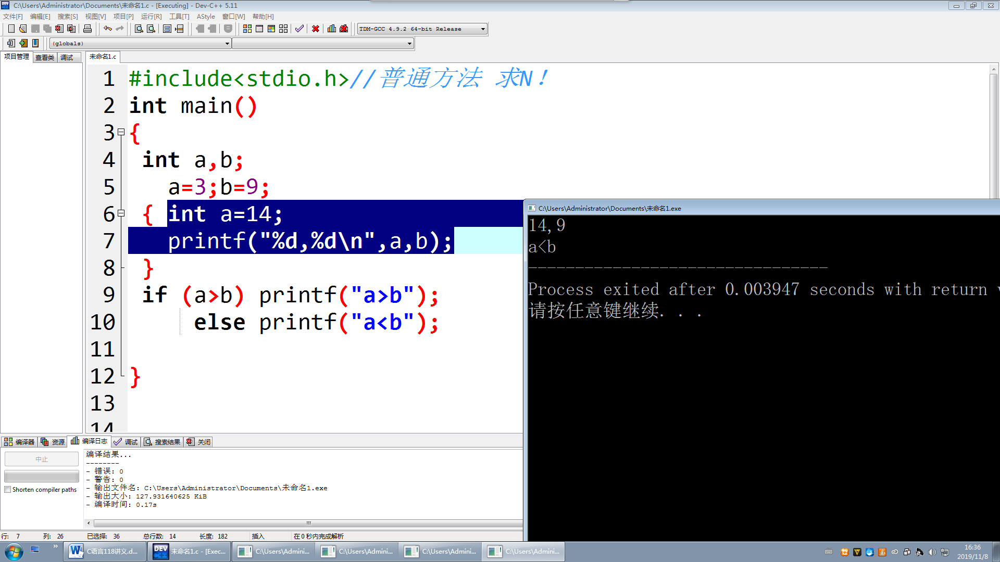 C:\Users\Administrator\Documents\未命名1.c - [Executing] - Dev-C++ 5.11
文件[F] 编辑[E] 搜索[S] 视图[V] 项目[P] 运行[R] 工具[T] AStyle 窗口[W] 帮助[H]
TDM-GCC 4.9.2 64-bit Release
(globals)
项目管理 查看类 调试 未命名1.c
1 #include<stdio.h>//普通方法 求N!
2 int main()
3 {
4 int a,b;
5 a=3;b=9;
6 { int a=14;
7 printf("%d,%d\n",a,b);
8 }
9 if (a>b) printf("a>b");
10 else printf("a<b");
11
12 }
13
14
C:\Users\Administrator\Documents\未命名1.exe
14,9
a<b
--------------------------------
Process exited after 0.003947 seconds with return v
请按任意键继续. . .
编译器 资源 编译日志 调试 搜索结果 关闭
中止
Shorten compiler paths
编译结果...
--------
- 错误: 0
- 警告: 0
- 输出文件名: C:\Users\Administrator\Documents\未命名1.exe
- 输出大小: 127.931640625 KiB
- 编译时间: 0.17s
行: 7 列: 26 已选择: 36 总行数: 14 长度: 182 插入 在 0 秒内完成解析
C语言118讲义.d... 未命名1.c - [Exec... C:\Users\Admini... C:\Users\Admini... C:\Users\Admini... C:\Users\Admini...
16:36
2019/11/8